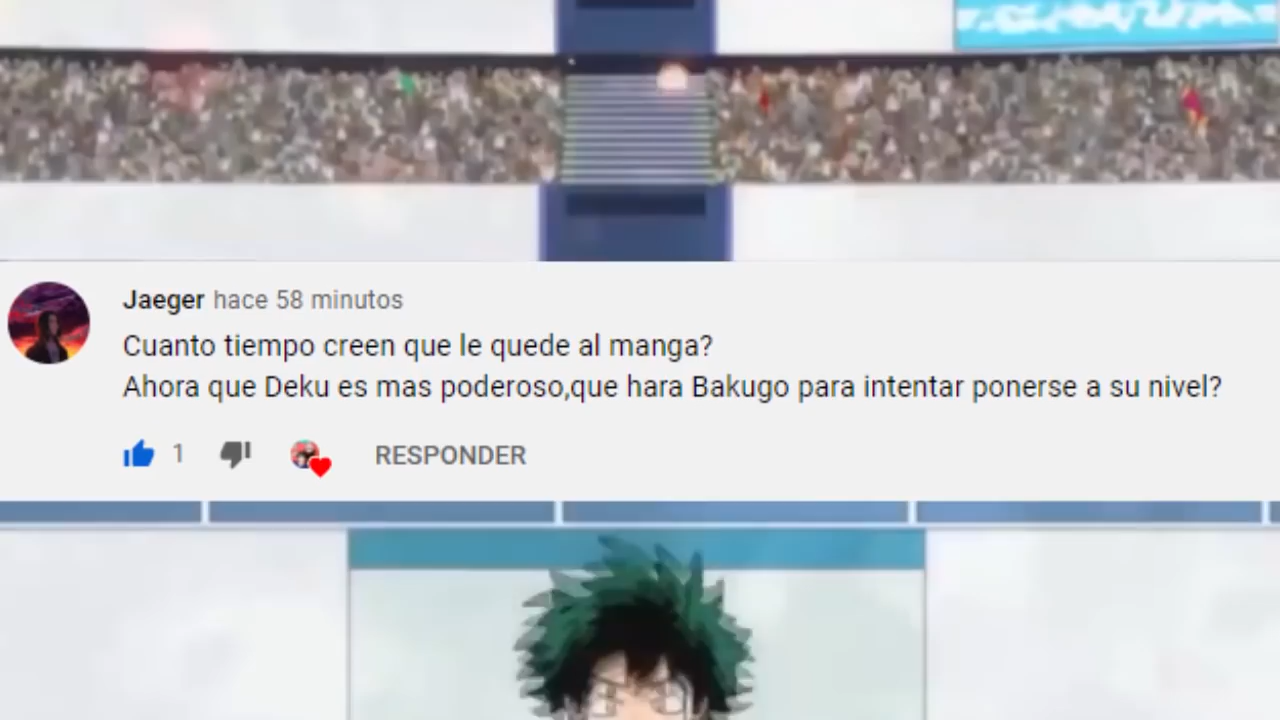 Jaeger hace 58 minutos
Cuanto tiempo creen que le quede al manga?
Ahora que Deku es mas poderoso,que hara Bakugo para intentar ponerse a su nivel?
1
RESPONDER